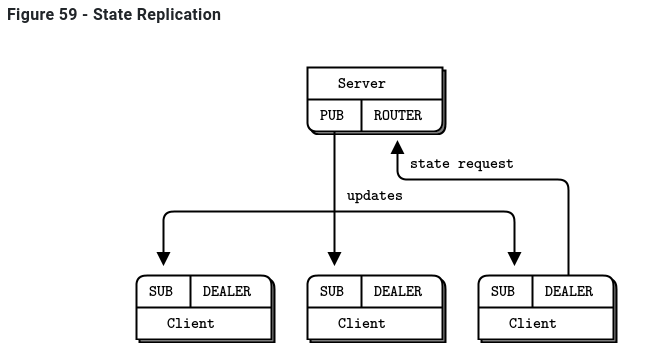 Figure 59 - State Replication
Server
PUB ROUTER
state request
updates
SUB DEALER SUB DEALER SUB DEALER
Client Client Client